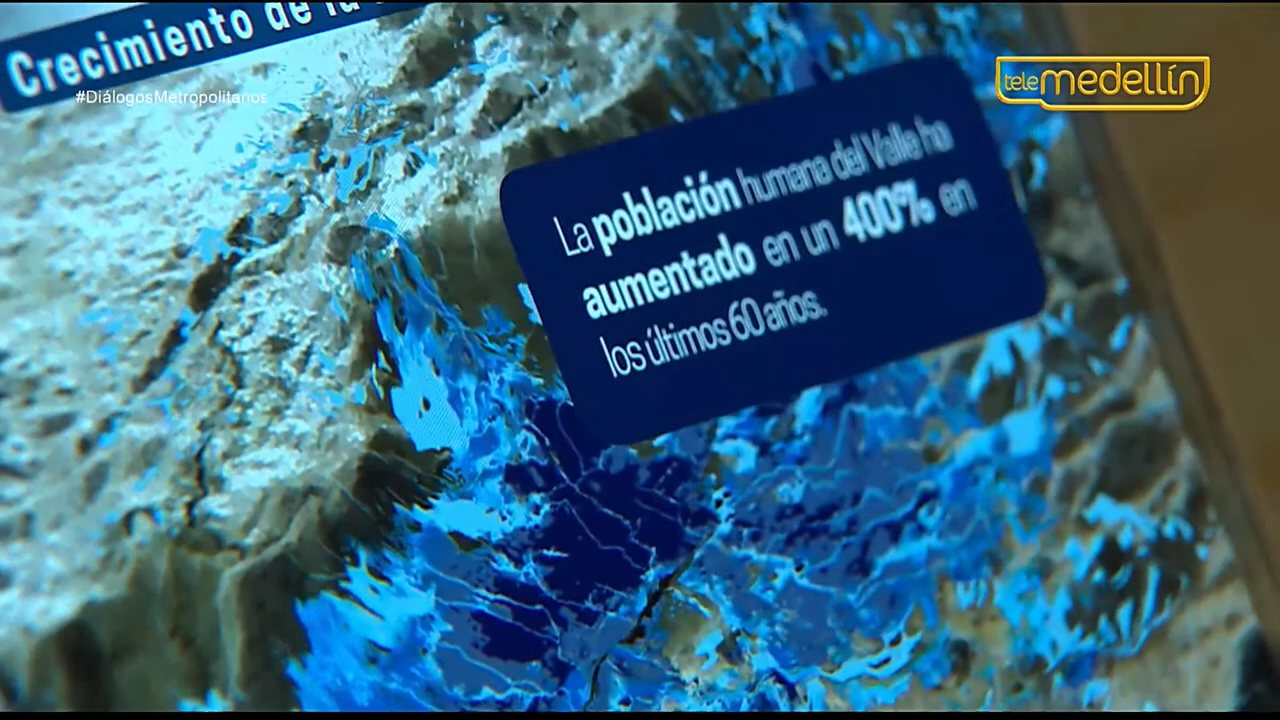 Crecimiento de la
#DiálogosMetropolitanos
telemedellín
La población humana del Valle ha
aumentado en un 400% en
los últimos 60 años.